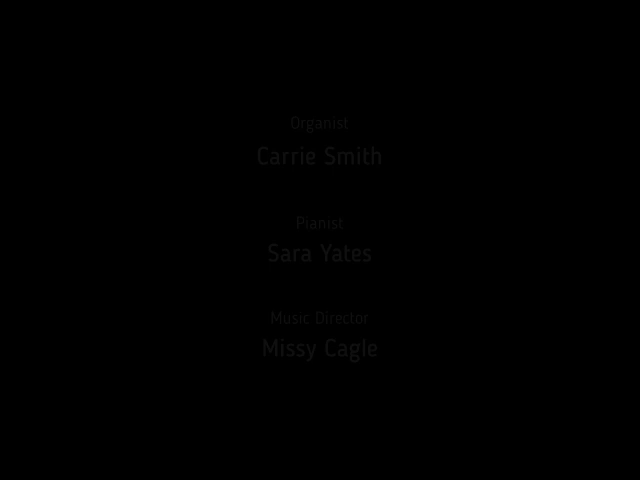 Organist
Carrie Smith
Pianist
Sara Yates
Music Director
Missy Cagle